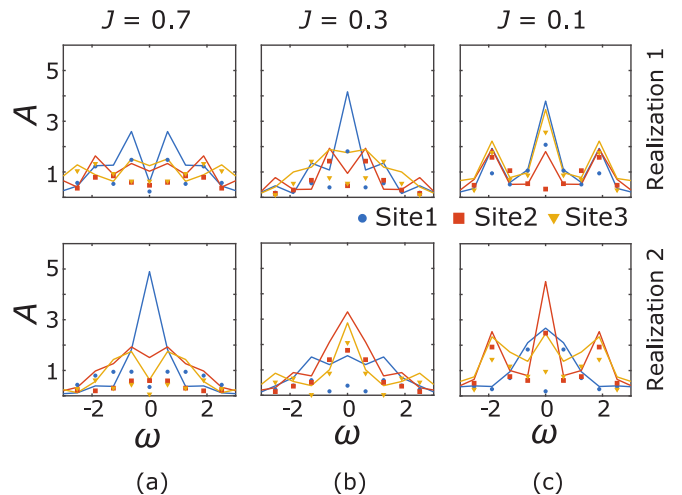 J = 0.7 J = 0.3 J = 0.1
5
3
1
A
Realization 1
Site1 Site2 Site3
5
3
1
A
Realization 2
-2 0 2 -2 0 2 -2 0 2
ω ω ω
(a) (b) (c)